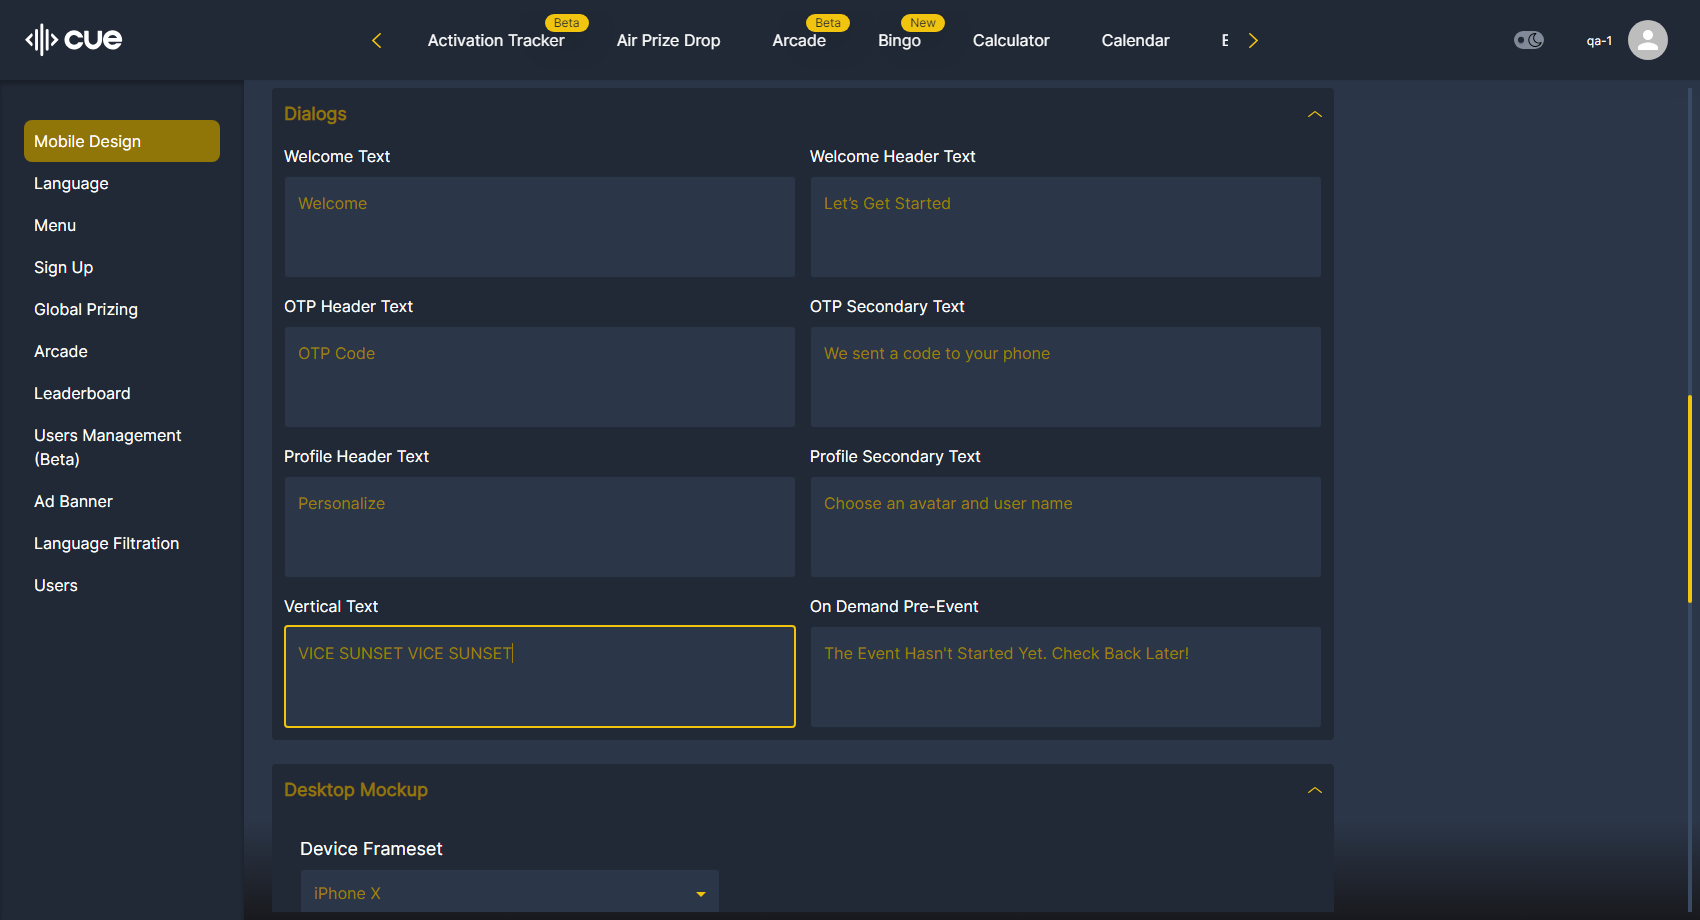 cue
Activation Tracker
Beta
Air Prize Drop
Arcade
Beta
Bingo
New
Calculator
Calendar
qa-1
Mobile Design
Language
Menu
Sign Up
Global Prizing
Arcade
Leaderboard
Users Management
(Beta)
Ad Banner
Language Filtration
Users
Dialogs
Welcome Text
Welcome
Welcome Header Text
Let’s Get Started
OTP Header Text
OTP Code
OTP Secondary Text
We sent a code to your phone
Profile Header Text
Personalize
Profile Secondary Text
Choose an avatar and user name
Vertical Text
VICE SUNSET VICE SUNSET
On Demand Pre-Event
The Event Hasn't Started Yet. Check Back Later!
Desktop Mockup
Device Frameset
iPhone X